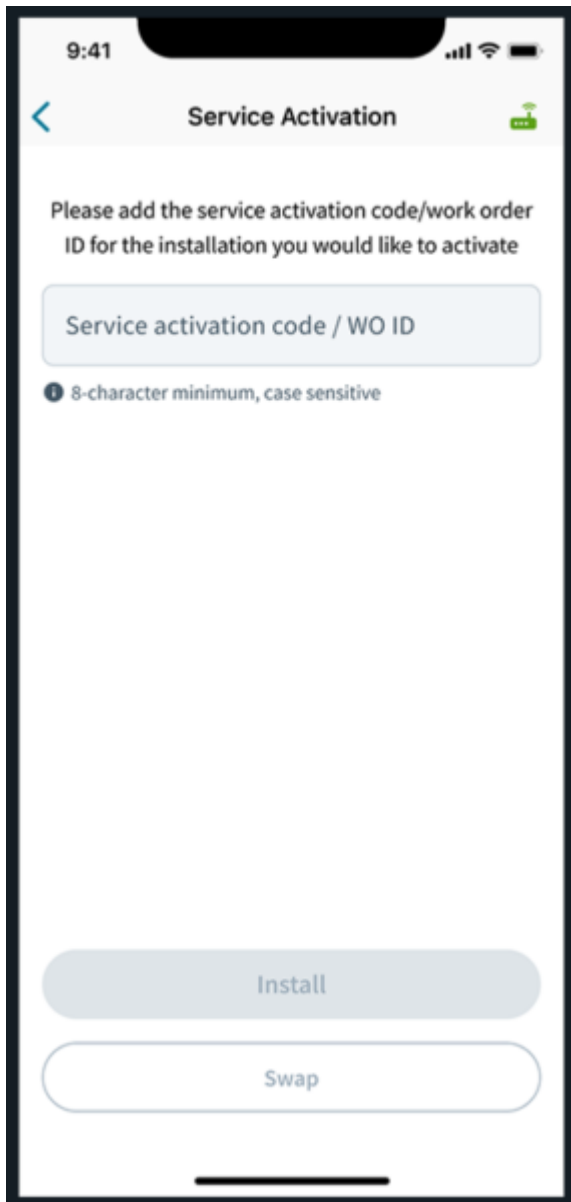 9:41
Service Activation
Please add the service activation code/work order
ID for the installation you would like to activate
Service activation code / WO ID
8-character minimum, case sensitive
Install
Swap